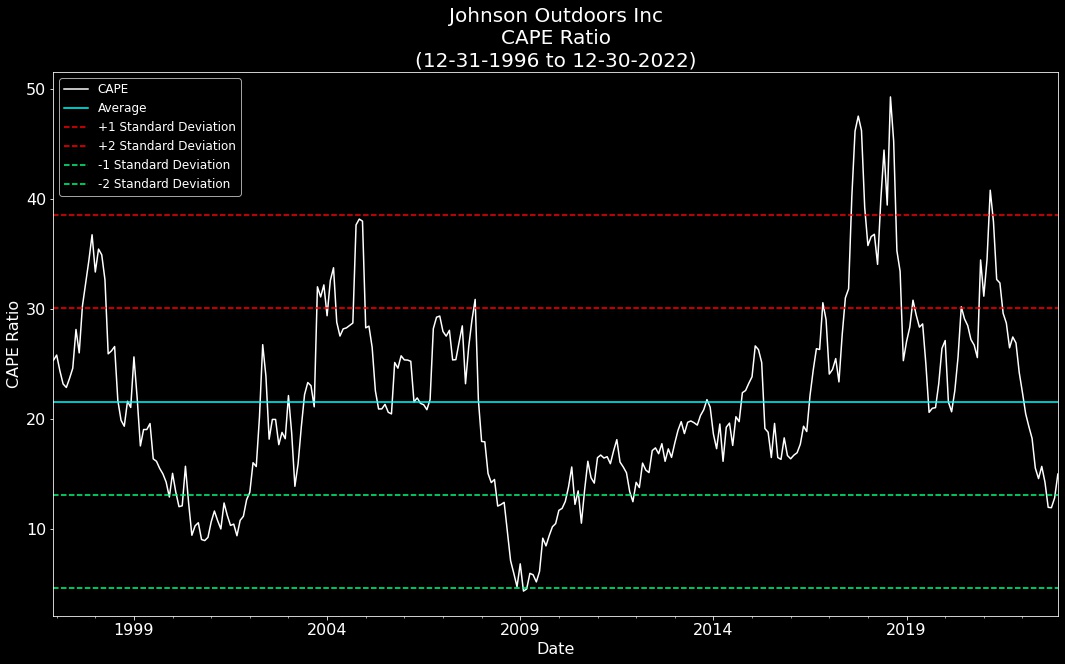 Johnson Outdoors Inc
CAPE Ratio
(12-31-1996 to 12-30-2022)
CAPE
Average
+1 Standard Deviation
+2 Standard Deviation
-1 Standard Deviation
-2 Standard Deviation
CAPE Ratio
50
40
30
20
10
1999 2004 2009 2014 2019
Date